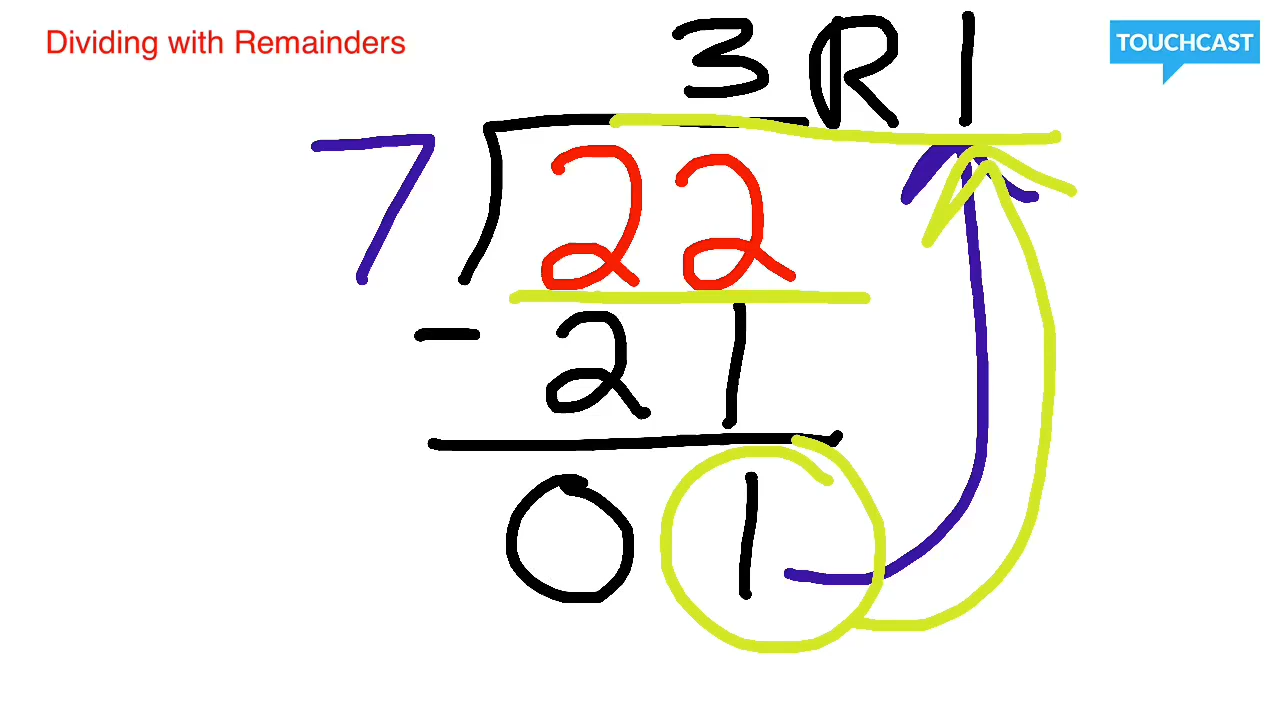 Dividing with Remainders
TOUCHCAST
3 R 1
7 ) 22
- 21
0 1